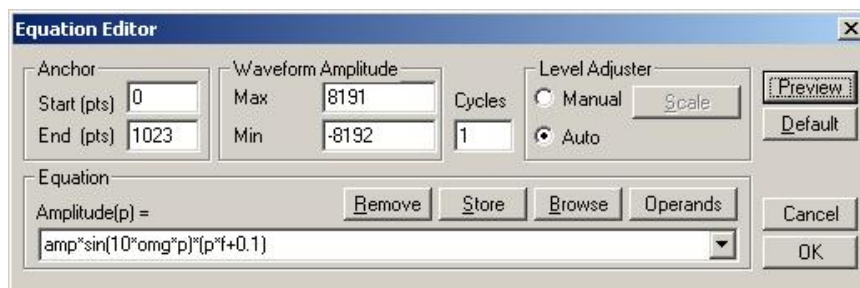 Equation Editor
Anchor
Start (pts) 0
End (pts) 1023
Waveform Amplitude
Max 8191
Min -8192
Cycles
1
Level Adjuster
Manual Scale
Auto
Preview
Default
Equation
Amplitude(p) = Remove Store Browse Operands
amp*sin(10*omg*p)*(p*f+0.1)
Cancel
OK